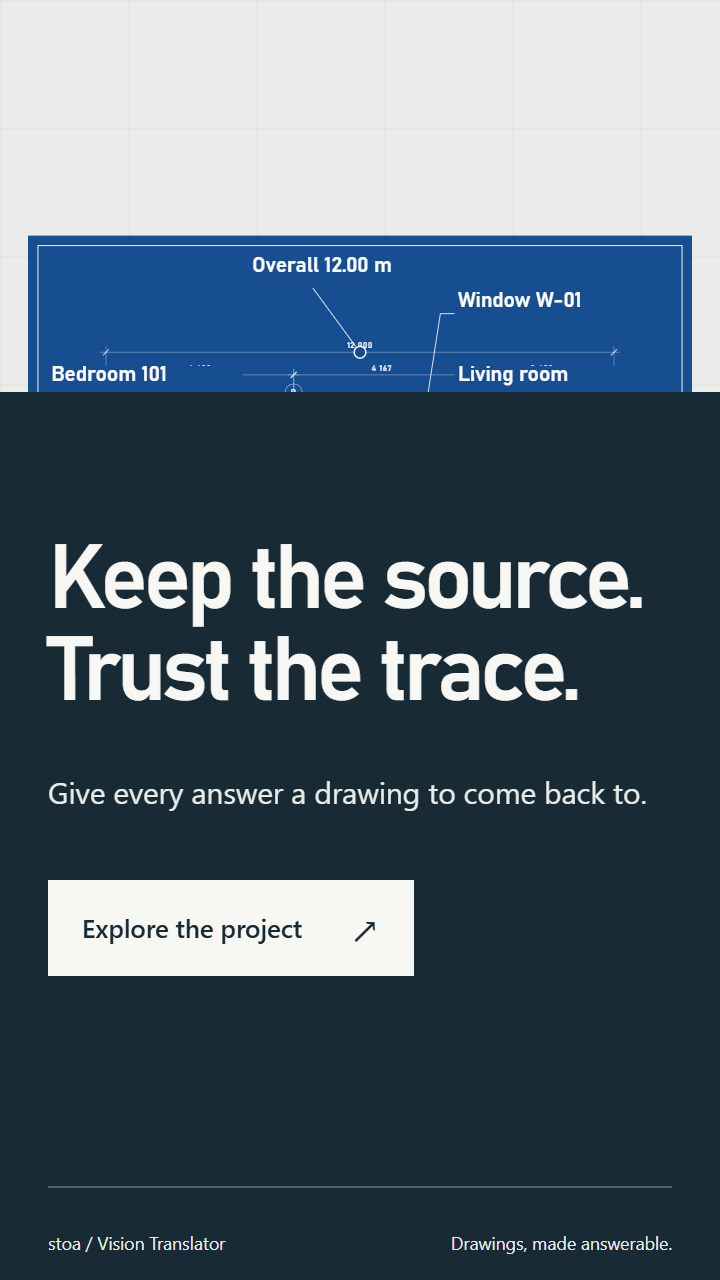 Overall 12.00 m
Window W-01
12 000
4 167
Bedroom 101
Living room
Keep the source.
Trust the trace.
Give every answer a drawing to come back to.
Explore the project ↗
stoa / Vision Translator
Drawings, made answerable.